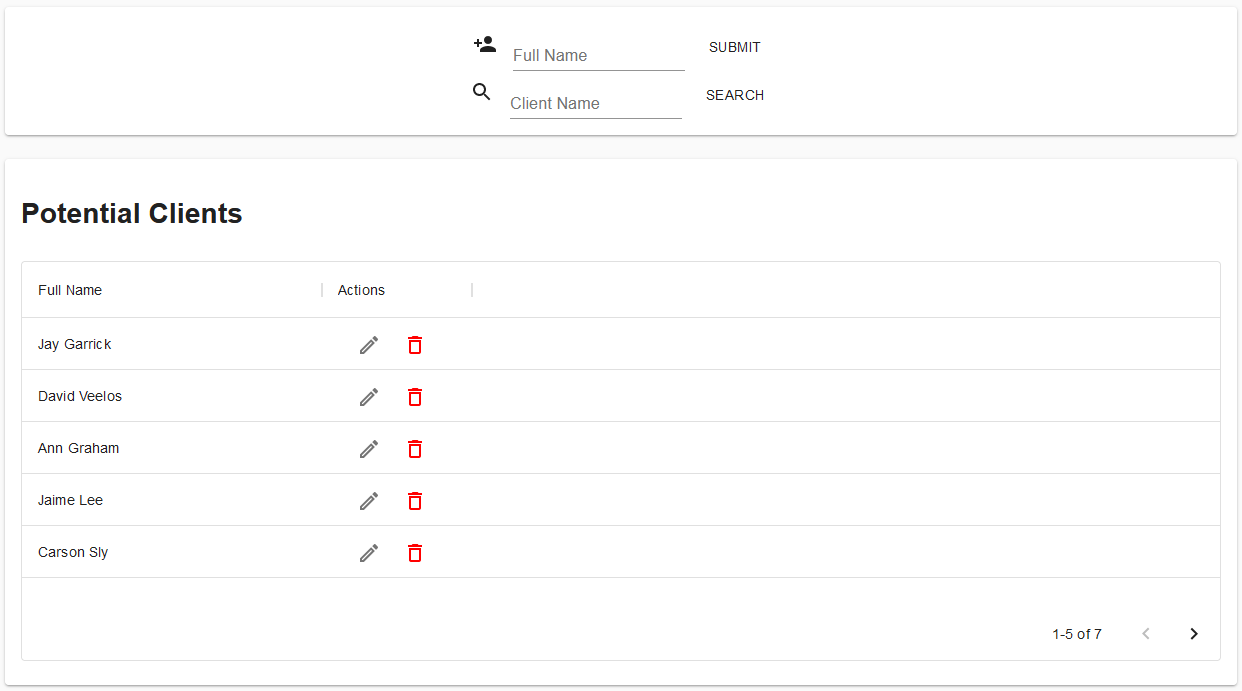 Full Name SUBMIT
Client Name SEARCH
Potential Clients
Full Name Actions
Jay Garrick
David Veelos
Ann Graham
Jaime Lee
Carson Sly
1-5 of 7